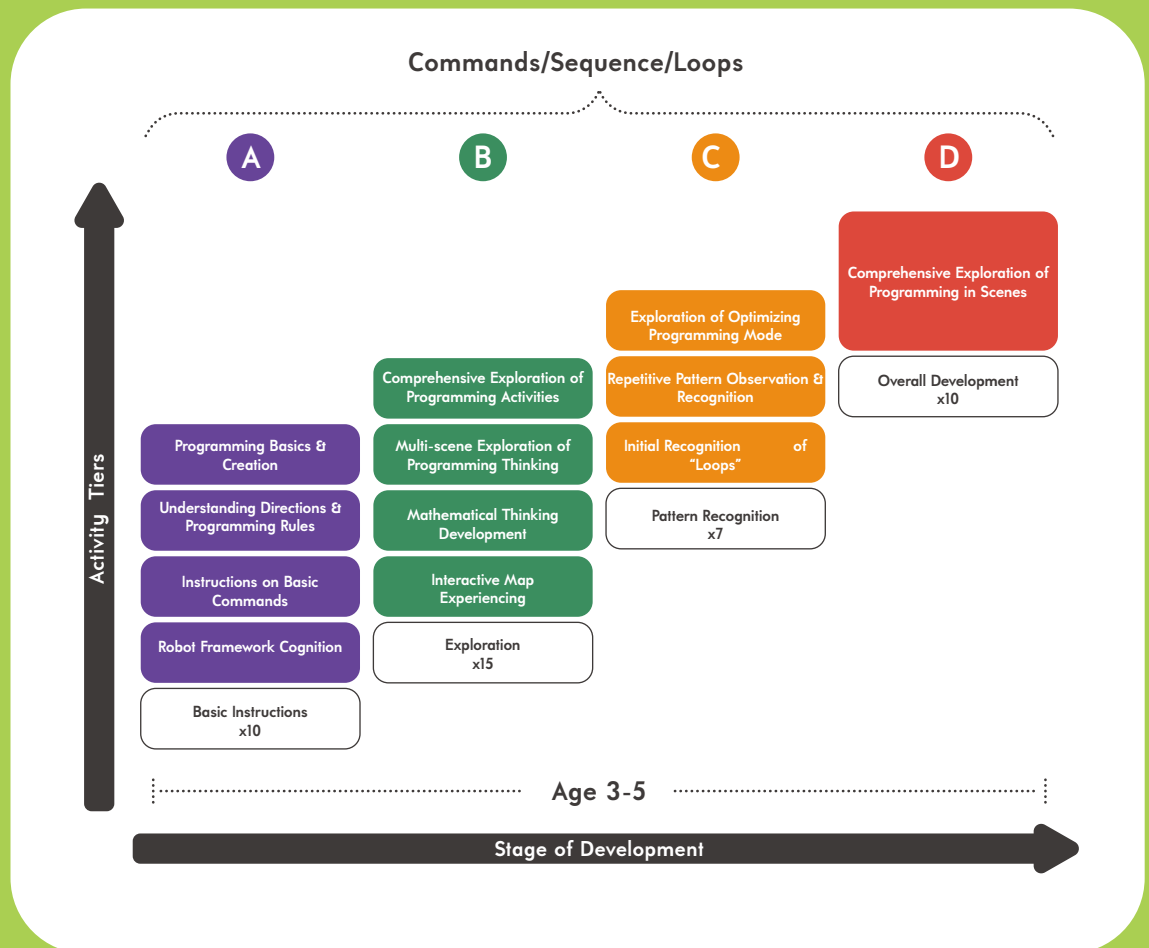 Commands/Sequence/Loops
A
B
C
D
Programming Basics &
Creation
Understanding Directions &
Programming Rules
Instructions on Basic
Commands
Robot Framework Cognition
Basic Instructions
x10
Comprehensive Exploration of
Programming Activities
Multi-scene Exploration of
Programming Thinking
Mathematical Thinking
Development
Interactive Map
Experiencing
Exploration
x15
Exploration of Optimizing
Programming Mode
Repetitive Pattern Observation &
Recognition
Initial Recognition of
“Loops”
Pattern Recognition
x7
Comprehensive Exploration of
Programming in Scenes
Overall Development
x10
Activity Tiers
Age 3-5
Stage of Development